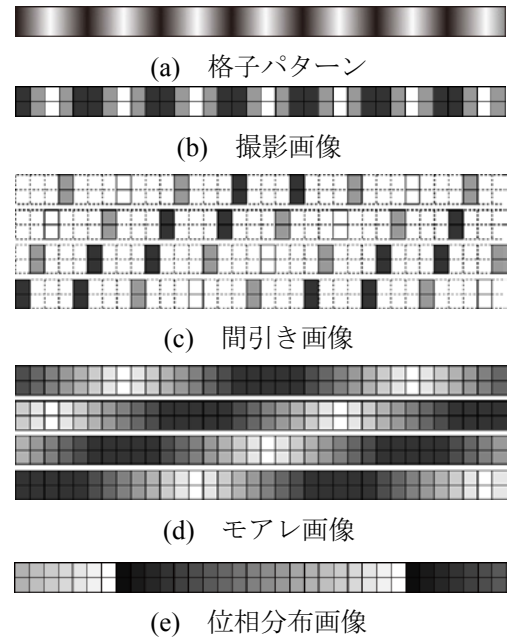 (a) 格子パターン
(b) 撮影画像
(c) 間引き画像
(d) モアレ画像
(e) 位相分布画像